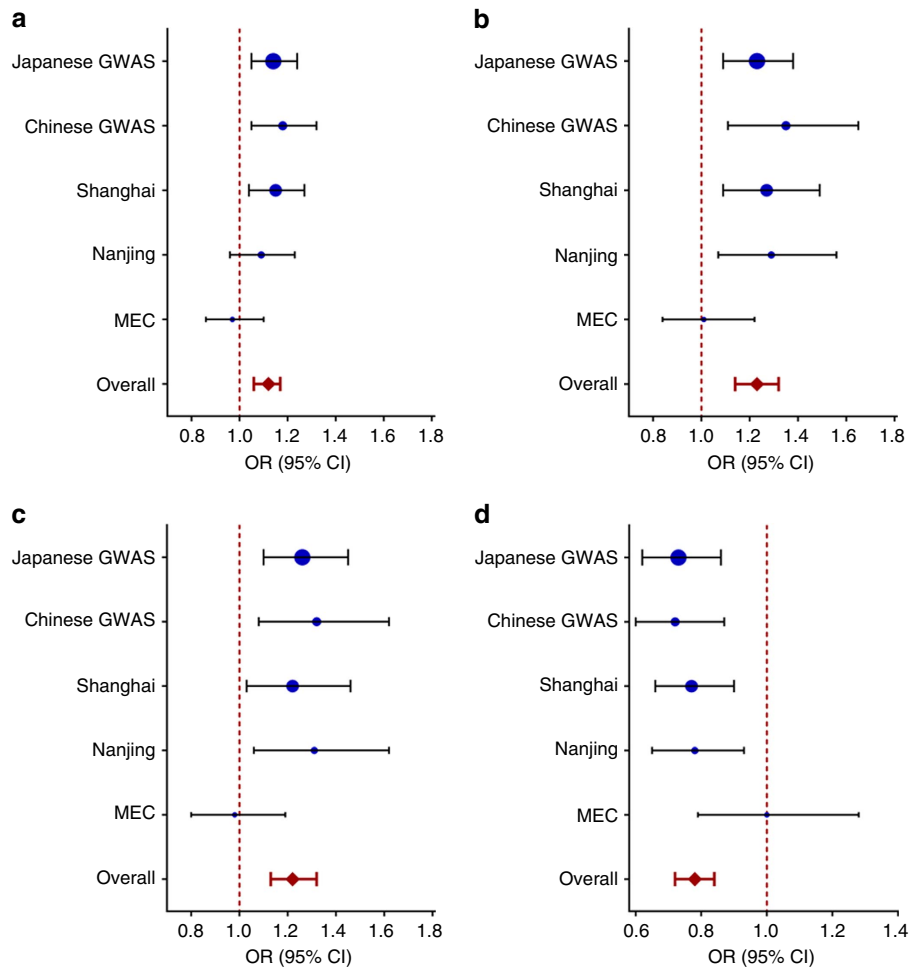 a
Japanese GWAS
Chinese GWAS
Shanghai
Nanjing
MEC
Overall
0.8 1.0 1.2 1.4 1.6 1.8
OR (95% CI)
b
Japanese GWAS
Chinese GWAS
Shanghai
Nanjing
MEC
Overall
0.8 1.0 1.2 1.4 1.6 1.8
OR (95% CI)
c
Japanese GWAS
Chinese GWAS
Shanghai
Nanjing
MEC
Overall
0.8 1.0 1.2 1.4 1.6 1.8
OR (95% CI)
d
Japanese GWAS
Chinese GWAS
Shanghai
Nanjing
MEC
Overall
0.6 0.8 1.0 1.2 1.4
OR (95% CI)